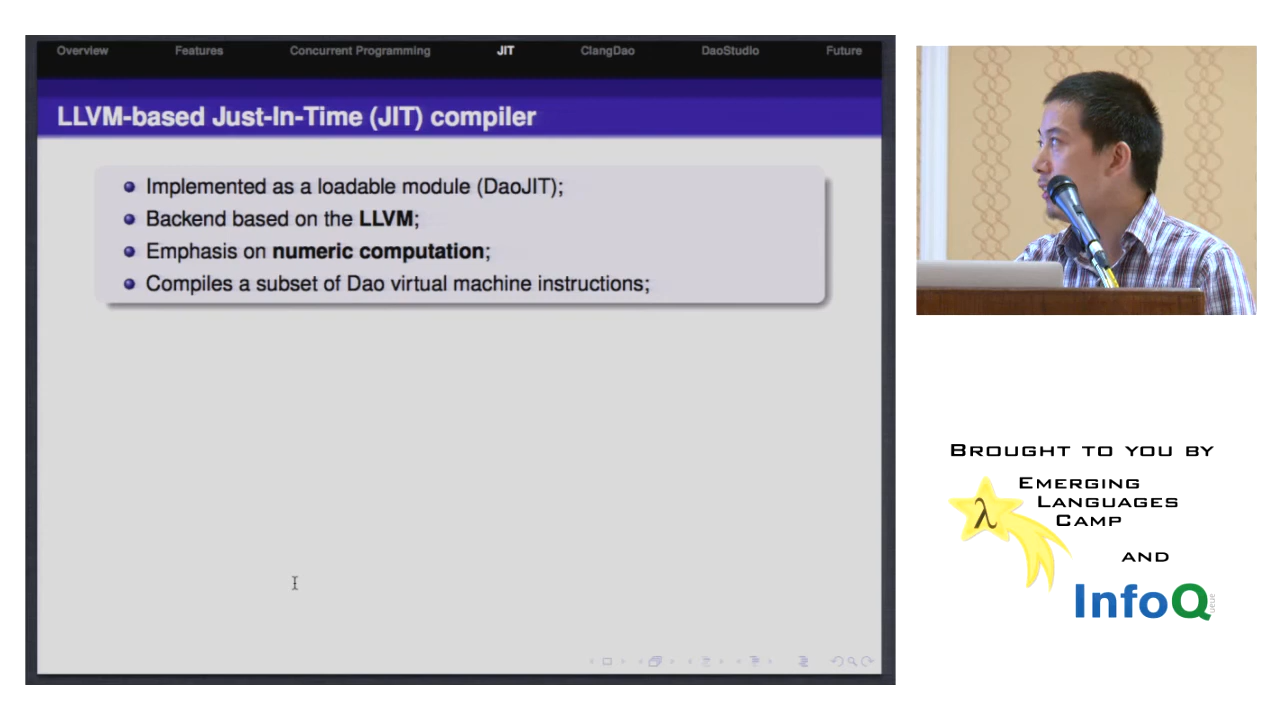 Overview Features Concurrent Programming JIT ClangDao DaoStudio Future
LLVM-based Just-In-Time (JIT) compiler
Implemented as a loadable module (DaoJIT);
Backend based on the LLVM;
Emphasis on numeric computation;
Compiles a subset of Dao virtual machine instructions;
BROUGHT TO YOU BY
EMERGING
LANGUAGES
CAMP
λ
AND
InfoQ
ueue